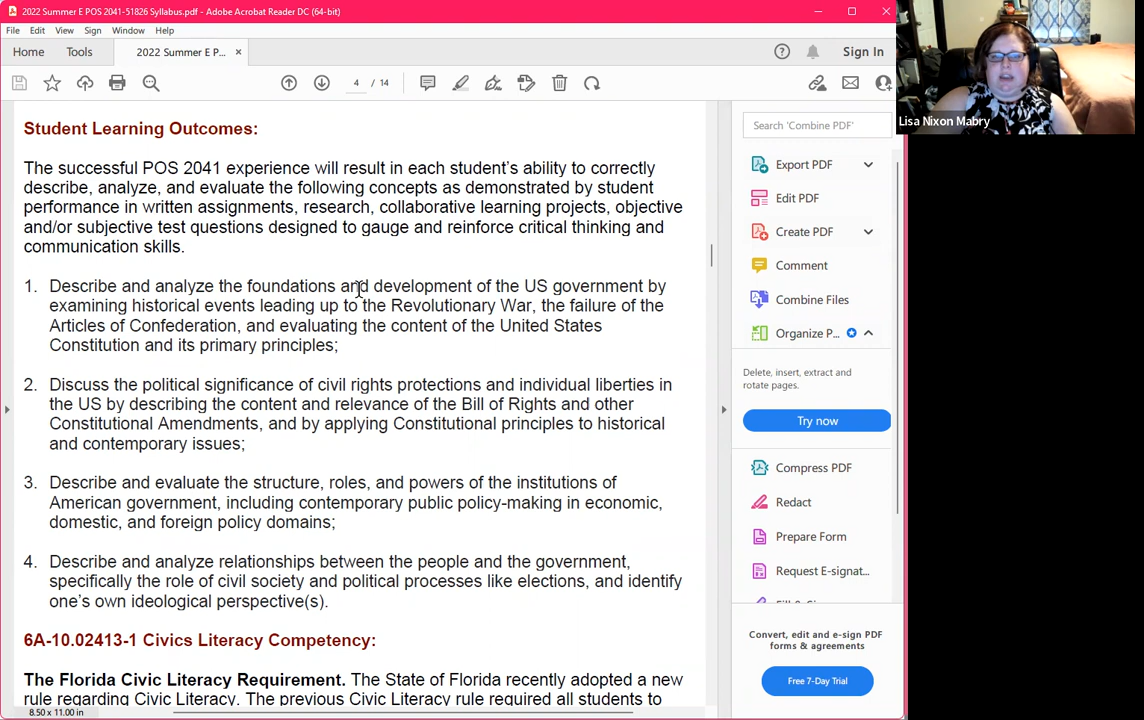 2022 Summer E POS 2041-51826 Syllabus.pdf - Adobe Acrobat Reader DC (64-bit)
File Edit View Sign Window Help
Home Tools 2022 Summer E P... × Sign In
4 / 14
Lisa Nixon Mabry
Student Learning Outcomes:
The successful POS 2041 experience will result in each student's ability to correctly
describe, analyze, and evaluate the following concepts as demonstrated by student
performance in written assignments, research, collaborative learning projects, objective
and/or subjective test questions designed to gauge and reinforce critical thinking and
communication skills.
1. Describe and analyze the foundations and development of the US government by
examining historical events leading up to the Revolutionary War, the failure of the
Articles of Confederation, and evaluating the content of the United States
Constitution and its primary principles;
2. Discuss the political significance of civil rights protections and individual liberties in
the US by describing the content and relevance of the Bill of Rights and other
Constitutional Amendments, and by applying Constitutional principles to historical
and contemporary issues;
3. Describe and evaluate the structure, roles, and powers of the institutions of
American government, including contemporary public policy-making in economic,
domestic, and foreign policy domains;
4. Describe and analyze relationships between the people and the government,
specifically the role of civil society and political processes like elections, and identify
one's own ideological perspective(s).
6A-10.02413-1 Civics Literacy Competency:
The Florida Civic Literacy Requirement. The State of Florida recently adopted a new
rule regarding Civic Literacy. The previous Civic Literacy rule required all students to
8.50 x 11.00 in
Search 'Combine PDF'
Export PDF
Edit PDF
Create PDF
Comment
Combine Files
Organize P...
Delete, insert, extract and
rotate pages.
Try now
Compress PDF
Redact
Prepare Form
Request E-signat...
Convert, edit and e-sign PDF
forms & agreements
Free 7-Day Trial